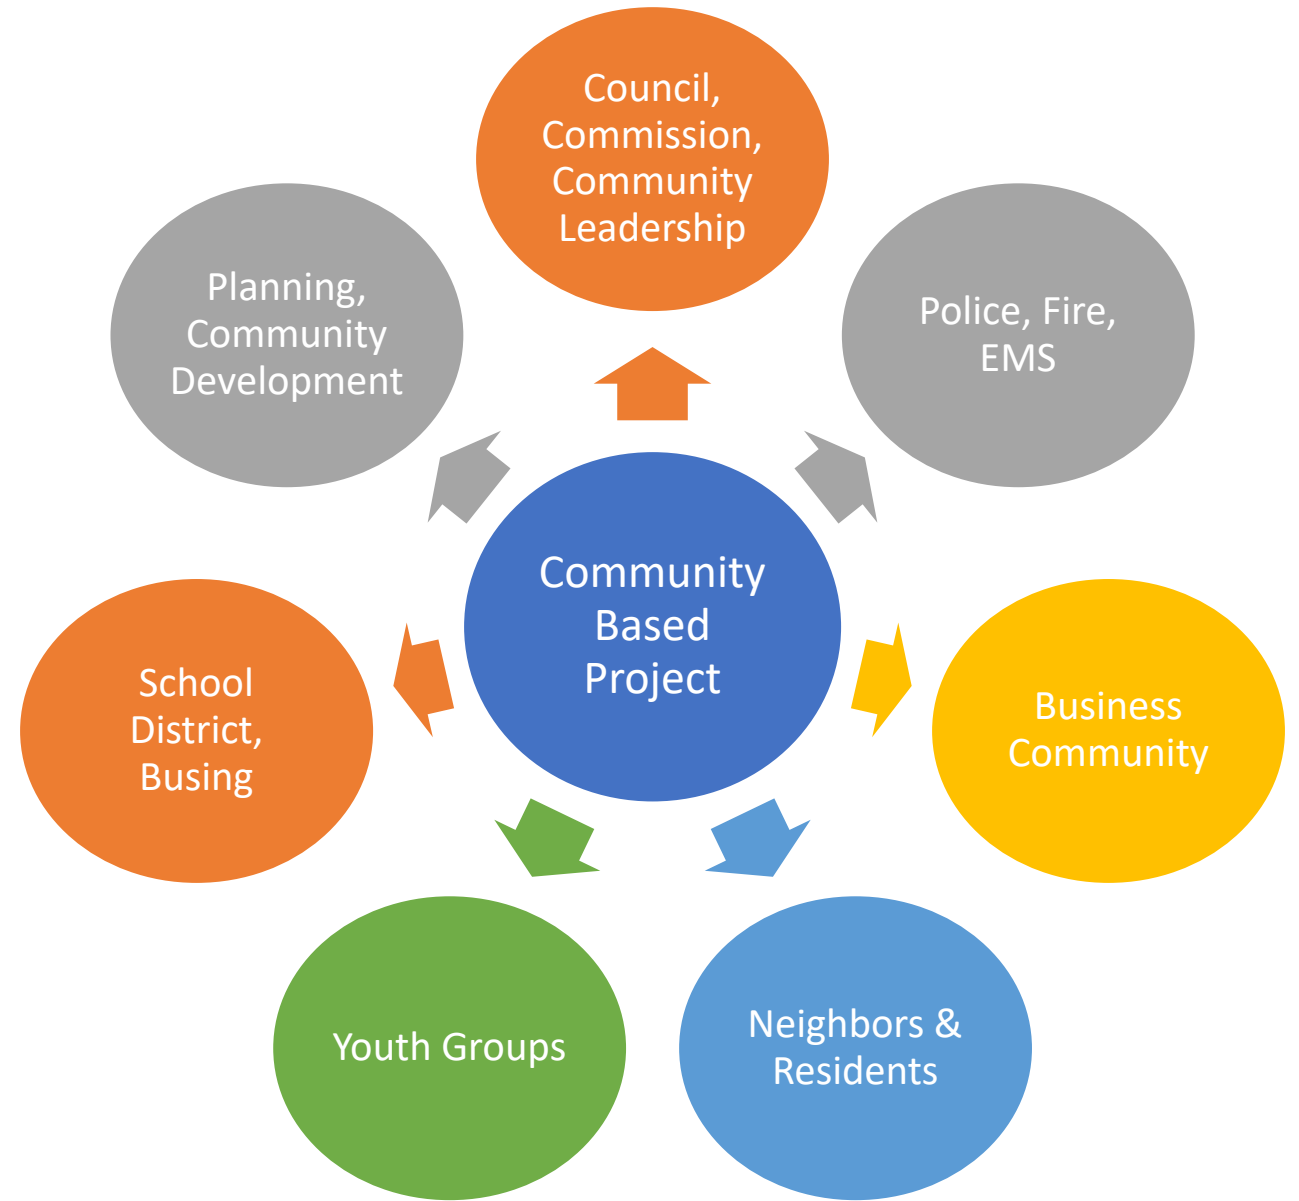 Council,
Commission,
Community
Leadership
Police, Fire,
EMS
Business
Community
Neighbors &
Residents
Youth Groups
School
District,
Busing
Planning,
Community
Development
Community
Based
Project